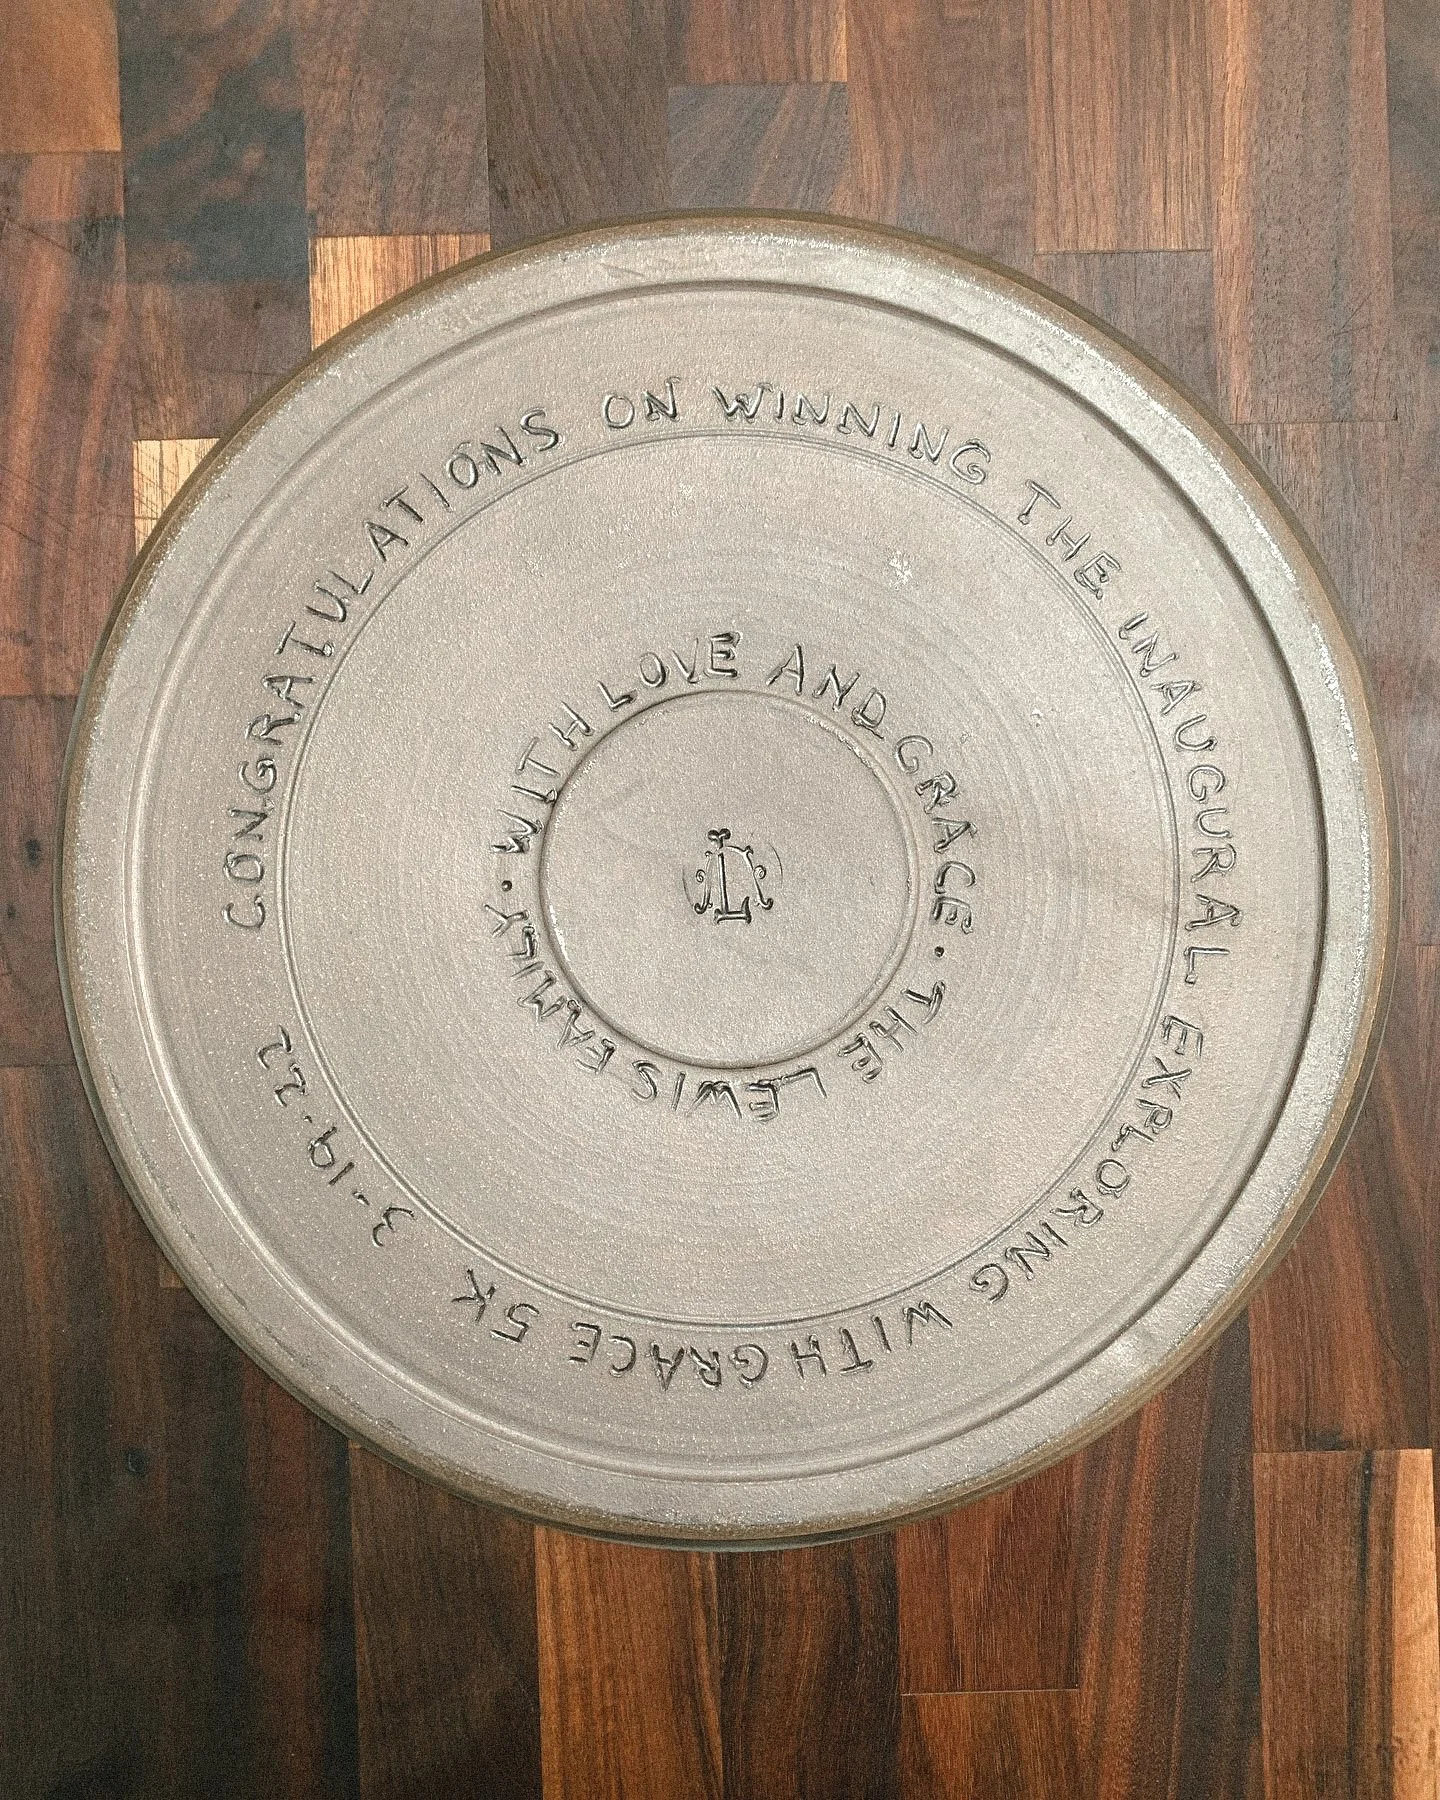 CONGRATULATIONS ON WINNING THE INAUGURAL EXPLORING WITH GRACE 5K 3-19-22
· WITH LOVE AND GRACE · THE LEWIS FAMILY